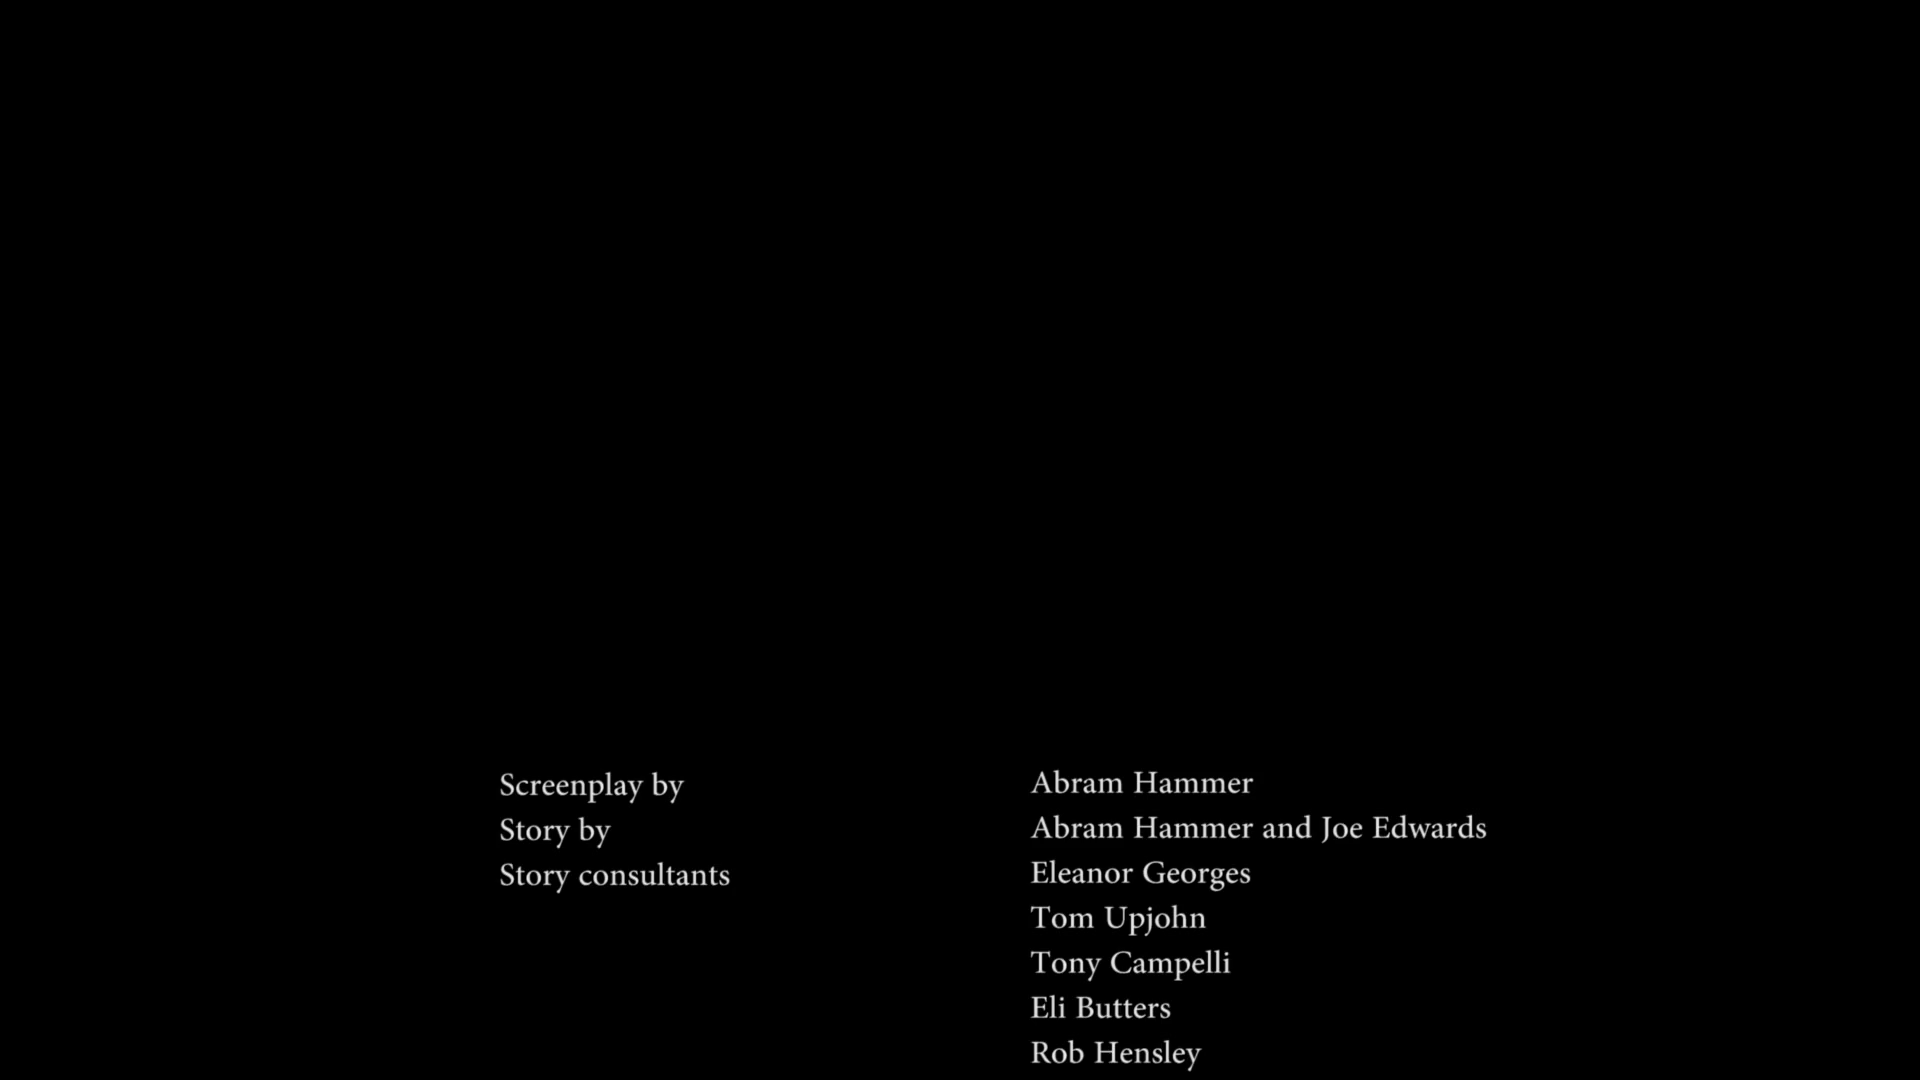 Screenplay by Abram Hammer
Story by Abram Hammer and Joe Edwards
Story consultants Eleanor Georges
Tom Upjohn
Tony Campelli
Eli Butters
Rob Hensley